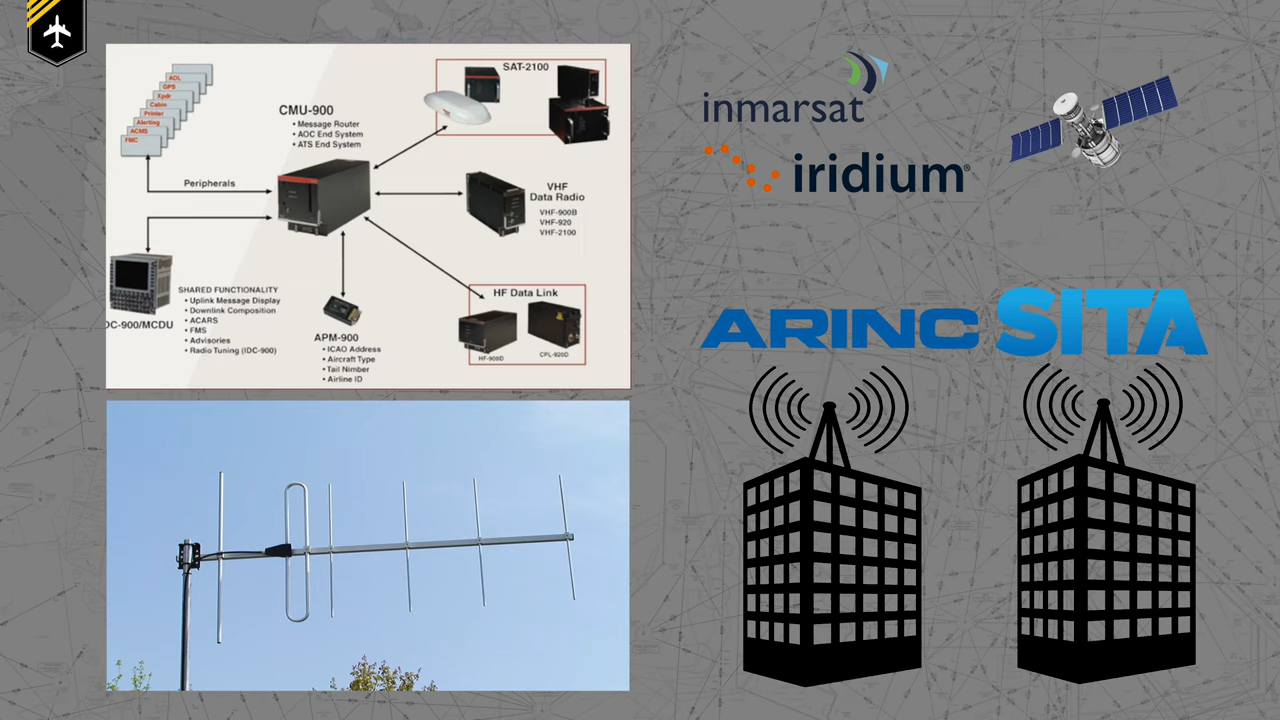 ADL
GPS
Xpdr
Cabin
Printer
Alerting
ACMS
FMC
Peripherals
CMU-900
• Message Router
• AOC End System
• ATS End System
SAT-2100
VHF
Data Radio
VHF-900B
VHF-920
VHF-2100
DC-900/MCDU
SHARED FUNCTIONALITY
• Uplink Message Display
• Downlink Composition
• ACARS
• FMS
• Advisories
• Radio Tuning (IDC-900)
APM-900
• ICAO Address
• Aircraft Type
• Tail Nimber
• Airline ID
HF Data Link
HF-900D
CPL-920D
inmarsat
iridium®
ARINC
SITA